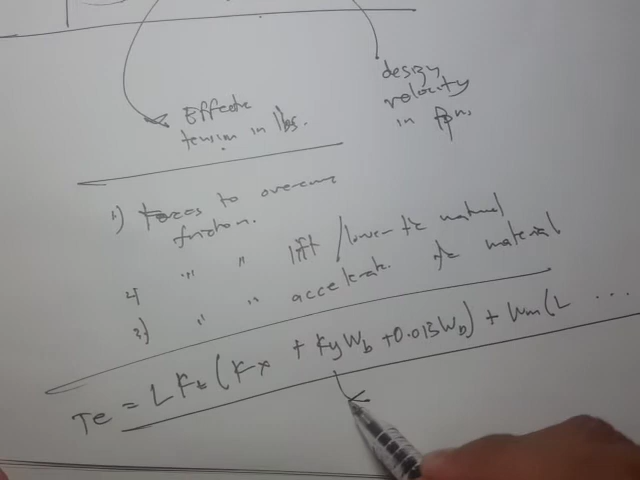 Effective
tension in lbs.
design
velocity
in fpm.
1) Forces to overcome
friction.
2) " " lift / lower the material
3) " " accelerate the material
Te = L Kt (Kx + KyWb + 0.015Wb) + Wm (L ...